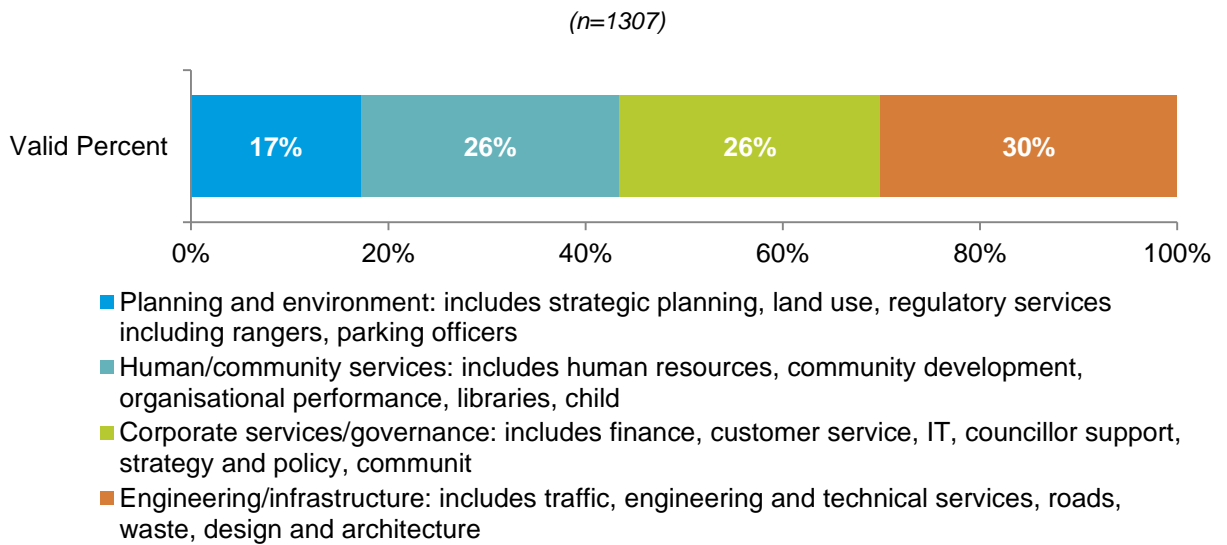 (n=1307)
Valid Percent
17% 26% 26% 30%
0% 20% 40% 60% 80% 100%
Planning and environment: includes strategic planning, land use, regulatory services
including rangers, parking officers
Human/community services: includes human resources, community development,
organisational performance, libraries, child
Corporate services/governance: includes finance, customer service, IT, councillor support,
strategy and policy, communit
Engineering/infrastructure: includes traffic, engineering and technical services, roads,
waste, design and architecture